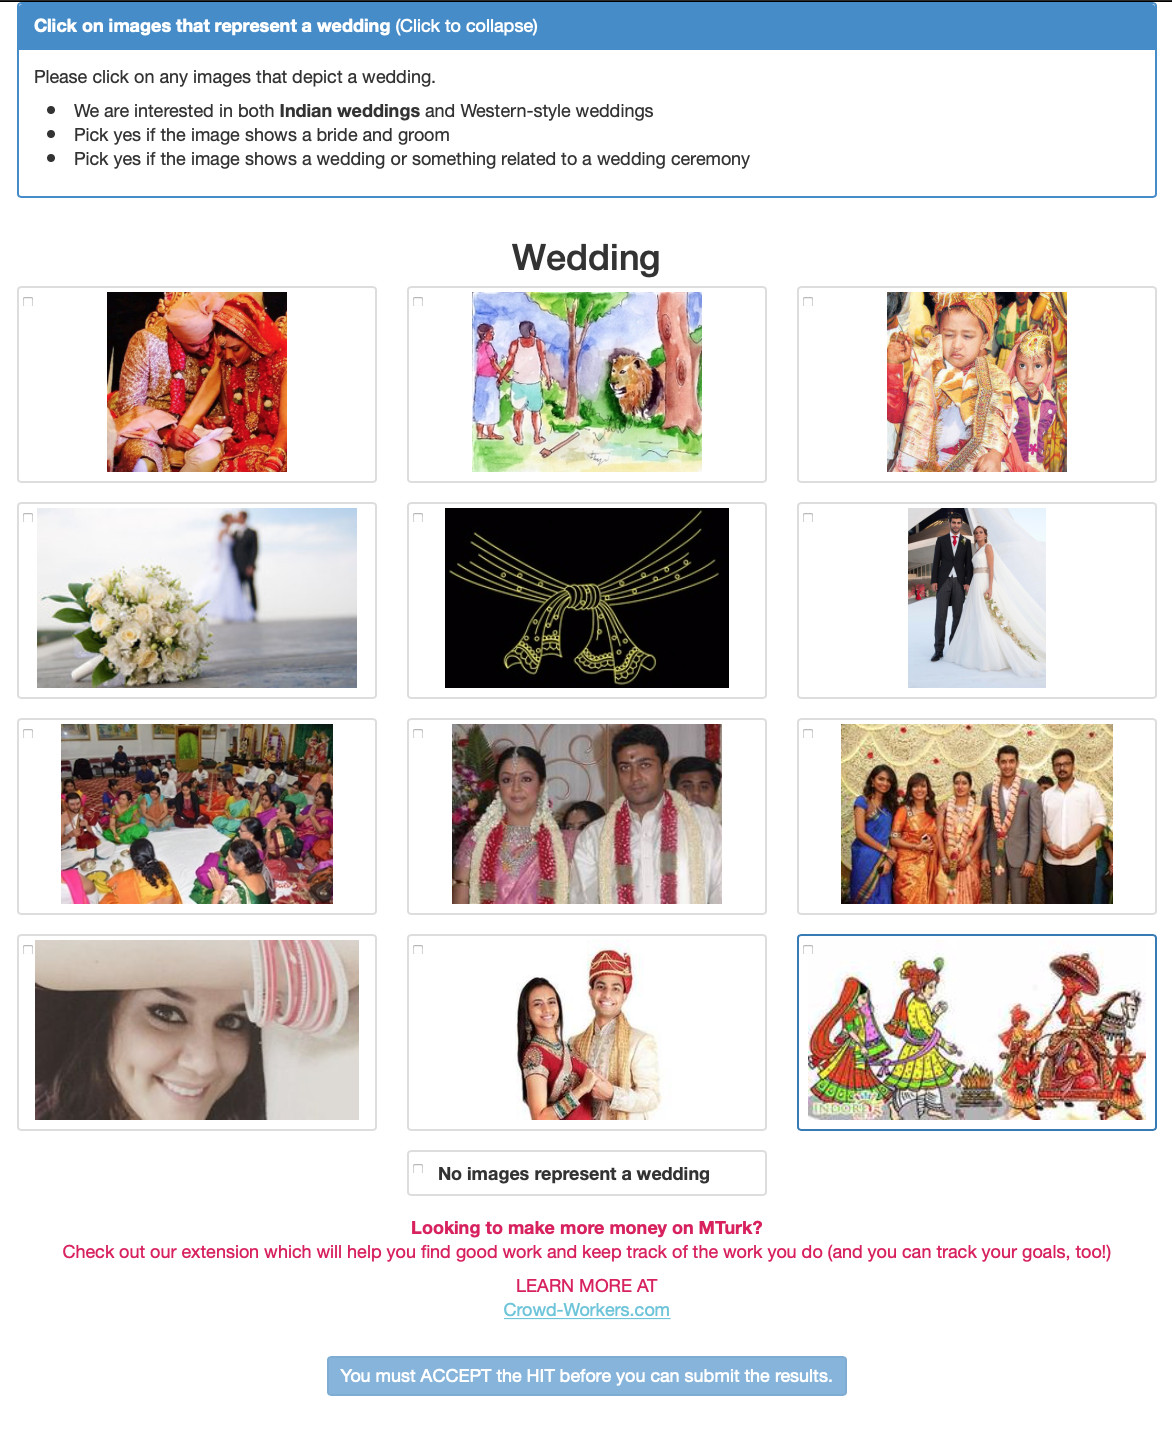 Click on images that represent a wedding (Click to collapse)
Please click on any images that depict a wedding.
We are interested in both Indian weddings and Western-style weddings
Pick yes if the image shows a bride and groom
Pick yes if the image shows a wedding or something related to a wedding ceremony
Wedding
INDORE
No images represent a wedding
Looking to make more money on MTurk?
Check out our extension which will help you find good work and keep track of the work you do (and you can track your goals, too!)
LEARN MORE AT
Crowd-Workers.com
You must ACCEPT the HIT before you can submit the results.